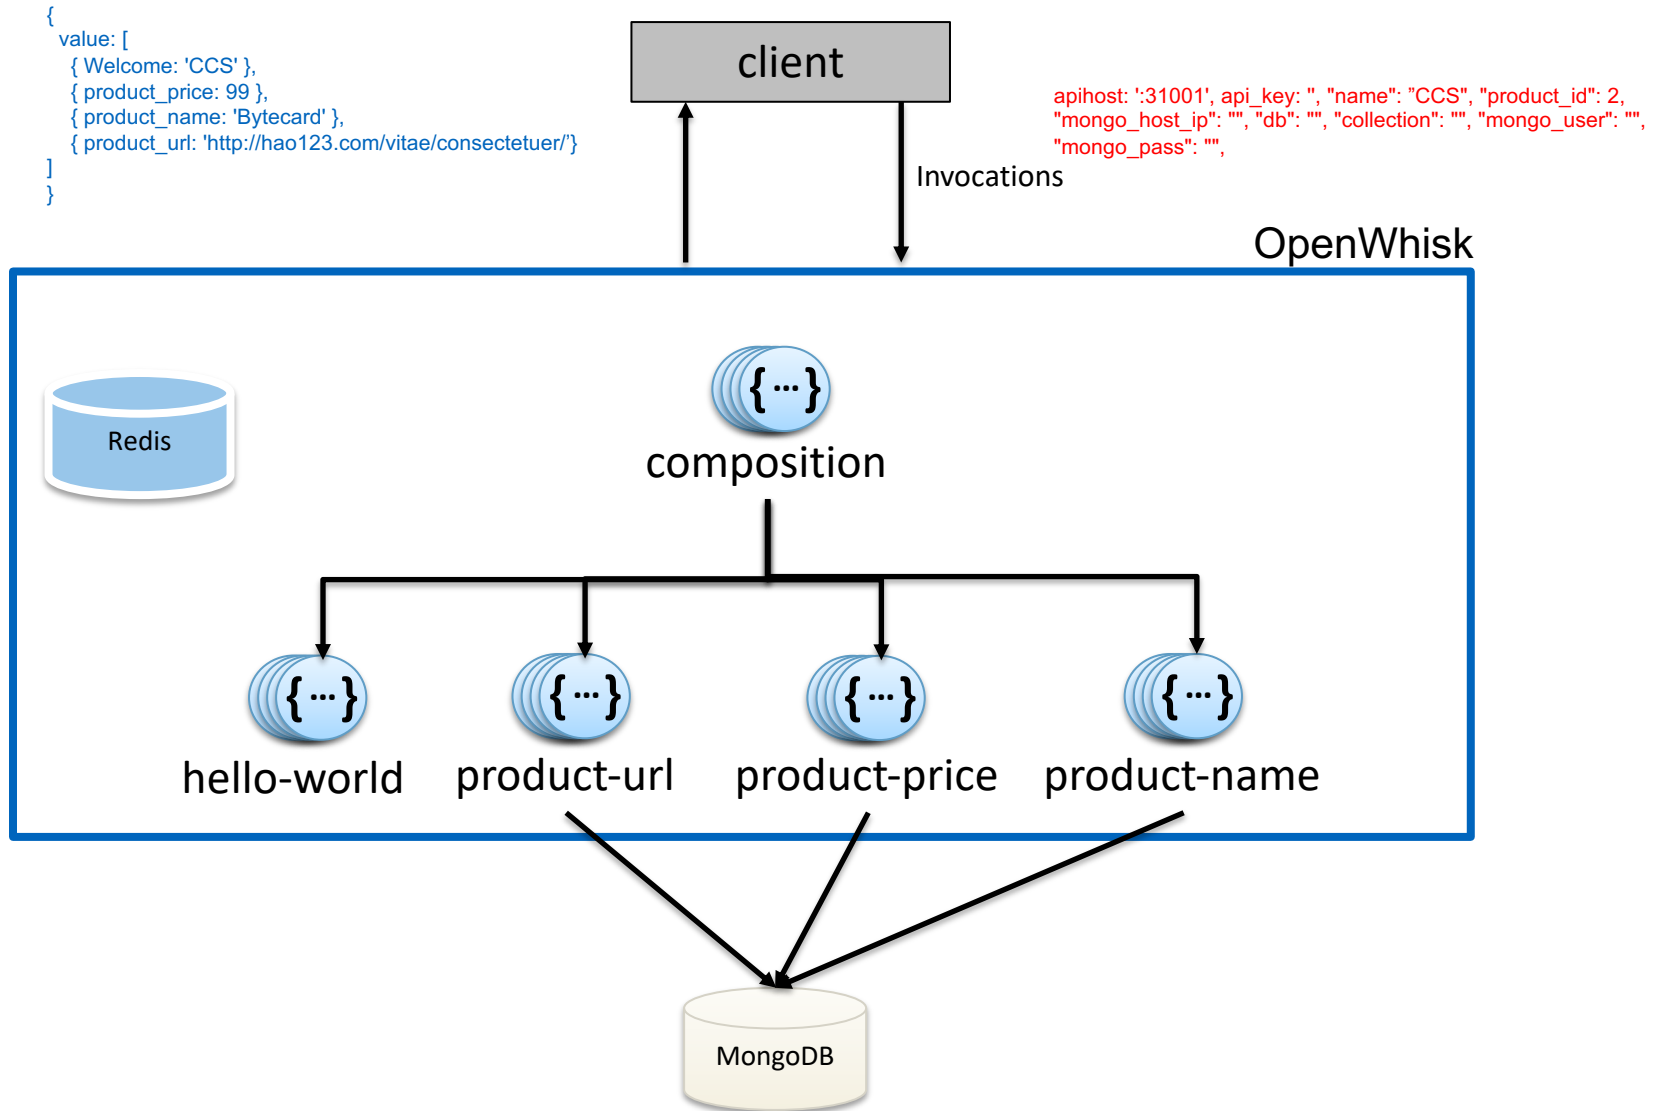 {
value: [
{ Welcome: 'CCS' },
{ product_price: 99 },
{ product_name: 'Bytecard' },
{ product_url: 'http://hao123.com/vitae/consectetuer/'}
]
}
client
apihost: ':31001', api_key: '', "name": ”CCS", "product_id": 2,
"mongo_host_ip": "", "db": "", "collection": "", "mongo_user": "",
"mongo_pass": "",
Invocations
OpenWhisk
{ ··· }
composition
Redis
{ ··· }
{ ··· }
{ ··· }
{ ··· }
hello-world
product-url
product-price
product-name
MongoDB